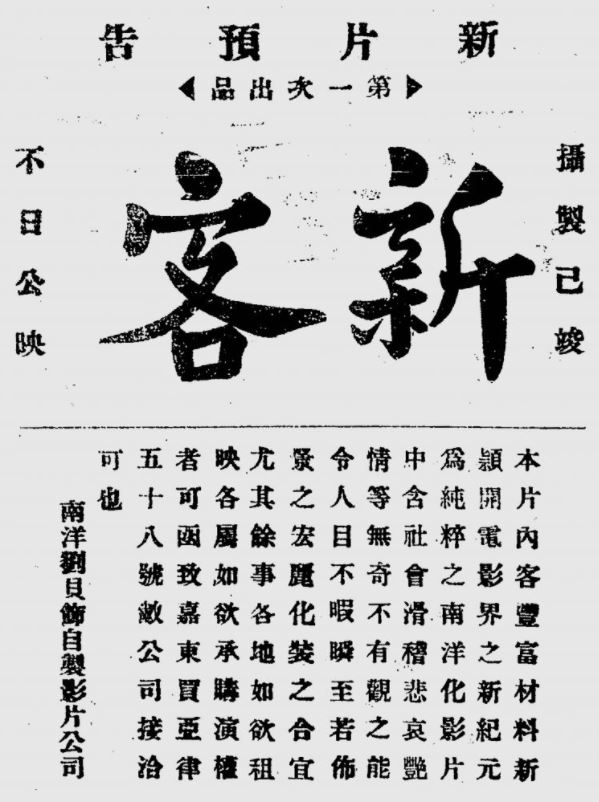 新片預告
第一次出品
新客
攝製已竣
不日公映
本片內客豐富材料新
頴開電影界之新紀元
爲純粹之南洋化影片
中含社會滑稽悲哀艷
情等無奇不有觀之能
令人目不暇瞬至若佈
景之宏麗化裝之合宜
尤其餘事各地如欲租
映各屬如欲承購演權
者可函致嘉東買亞律
五十八號敝公司接洽
可也
南洋劉貝錦自製影片公司